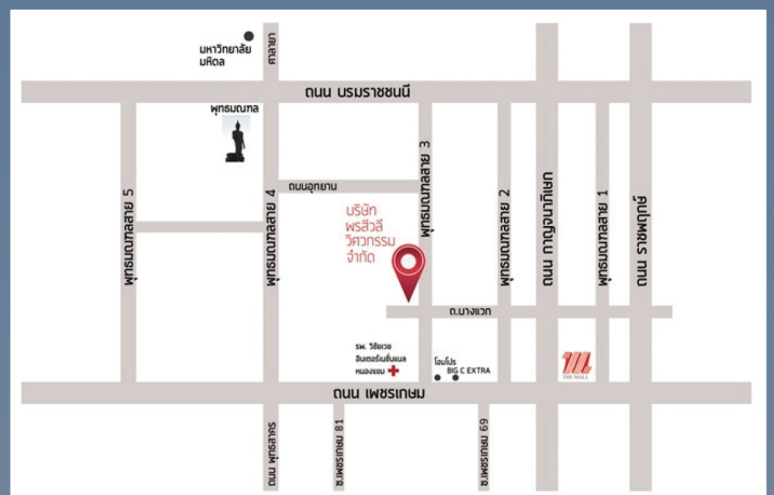 มหาวิทยาลัย
มหิดล
ศาลายา
ถนน บรมราชชนนี
พุทธมณฑล
พุทธมณฑลสาย 5
พุทธมณฑลสาย 4
ถนนอุทยาน
พุทธมณฑลสาย 3
พุทธมณฑลสาย 2
ถนน กาญจนาภิเษก
พุทธมณฑลสาย 1
ถนน ราชพฤกษ์
บริษัท
พรสีวลี
วิศวกรรม
จำกัด
ถ.บางแวก
รพ. วิชัยเวช
อินเตอร์เนชั่นแนล
หนองแขม
โฮมโปร
BIG C EXTRA
THE MALL
ถนน เพชรเกษม
ถนน พุทธสาคร
ซ.เพชรเกษม 81
ซ.เพชรเกษม 69